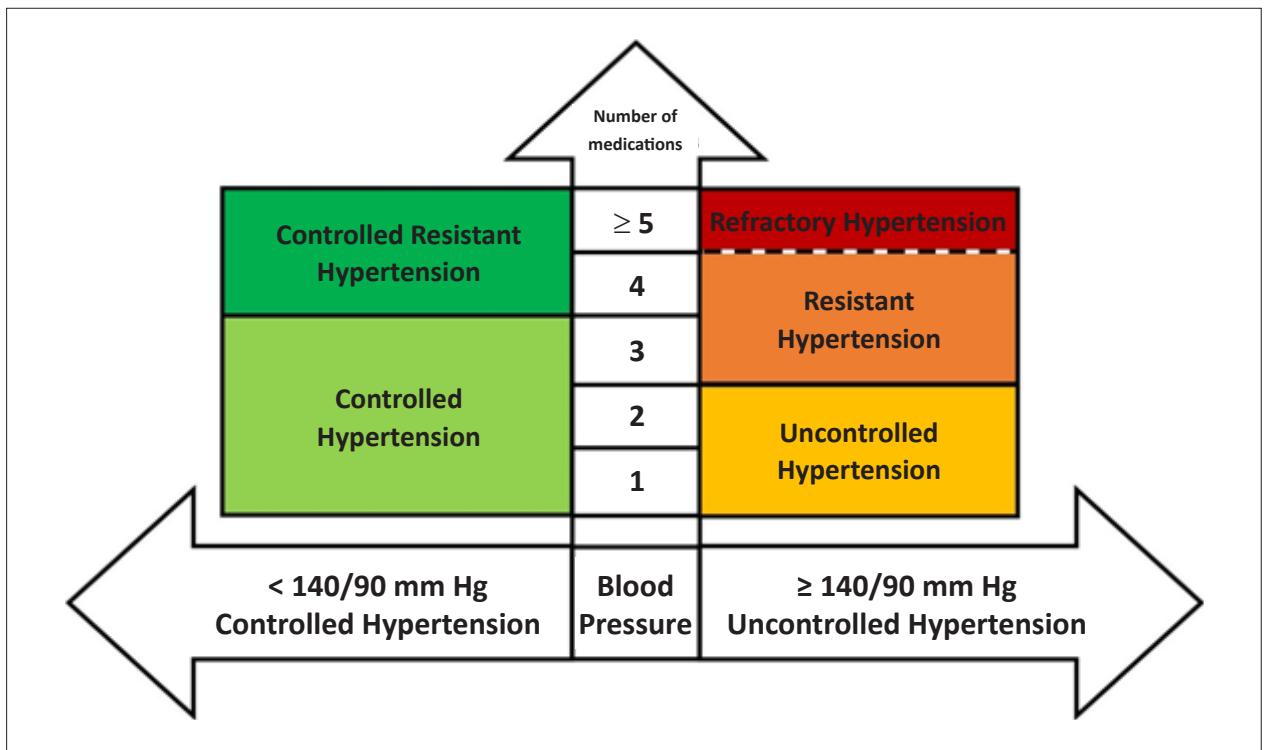 Number of
medications
Controlled Resistant
Hypertension
≥ 5
Refractory Hypertension
4
Resistant
Hypertension
3
Controlled
Hypertension
2
Uncontrolled
Hypertension
1
< 140/90 mm Hg
Controlled Hypertension
Blood
Pressure
≥ 140/90 mm Hg
Uncontrolled Hypertension